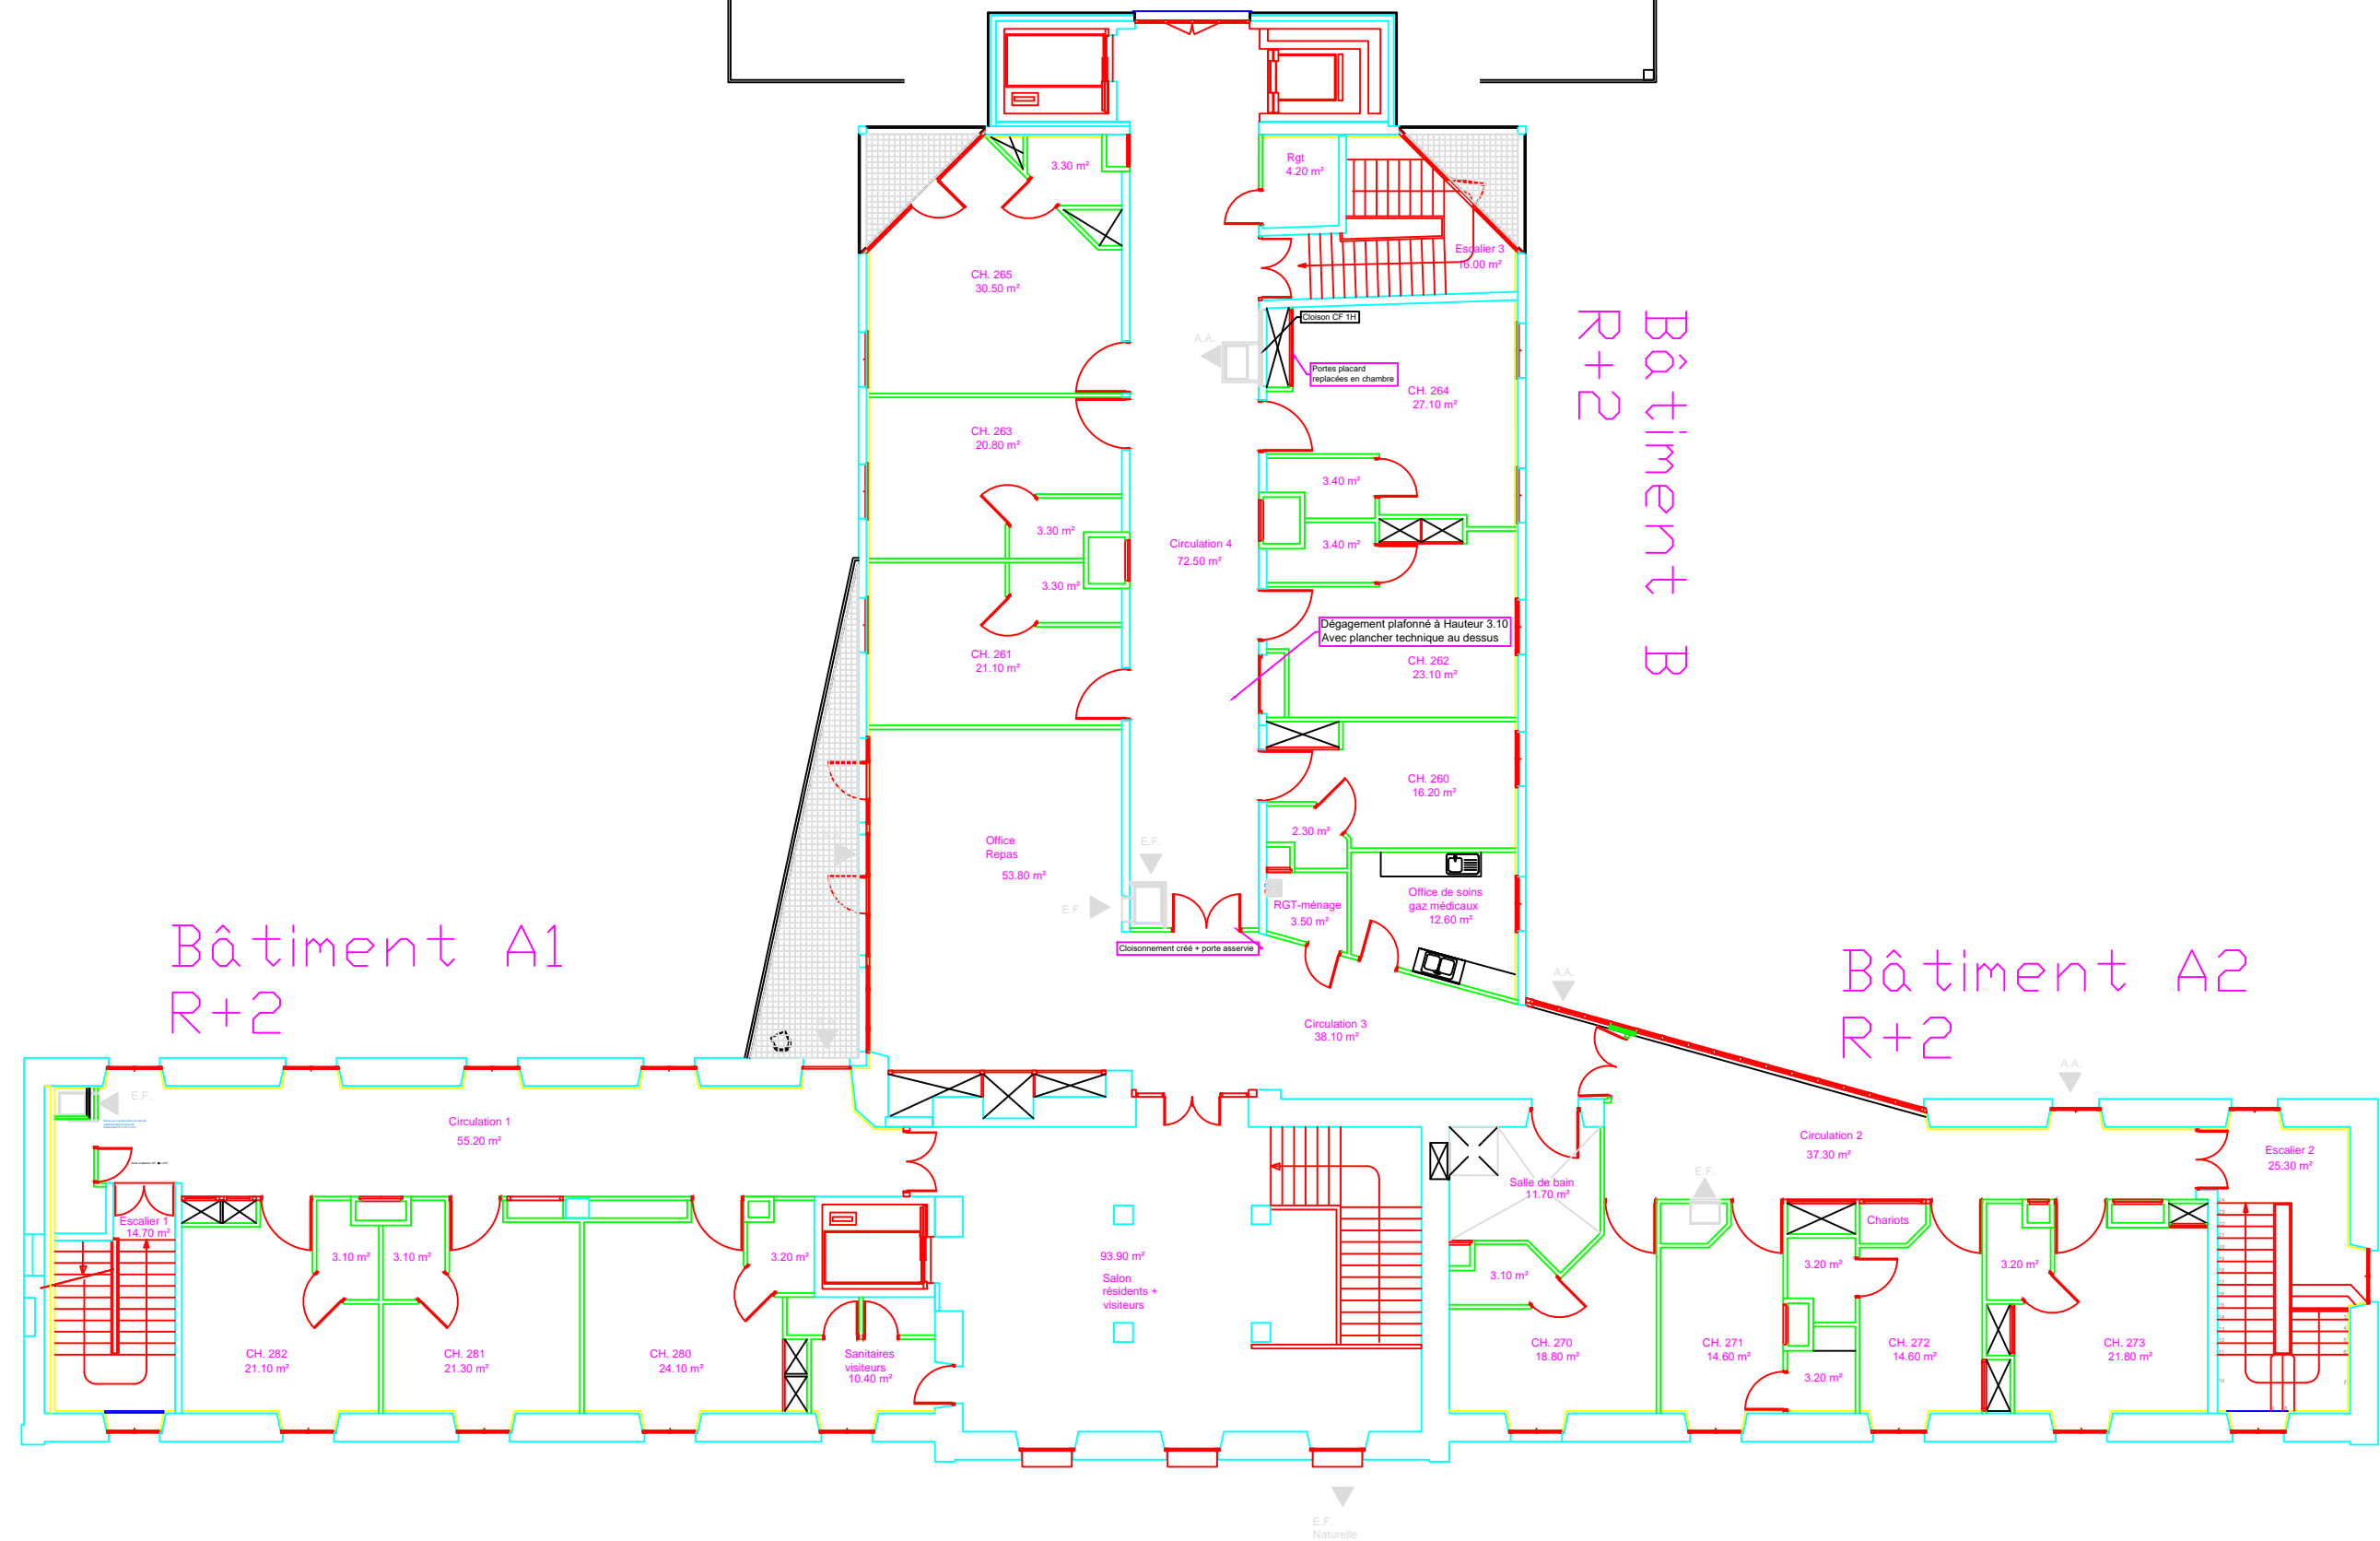 3.30 m²
Rgt
4.20 m²
Escalier 3
16.00 m²
CH. 265
30.50 m²
Cloison CF 1H
A.A.
Portes placard
replacées en chambre
CH. 264
27.10 m²
Bâtiment B
R+2
CH. 263
20.80 m²
3.40 m²
3.30 m²
Circulation 4
72.50 m²
3.40 m²
3.30 m²
Dégagement plafonné à Hauteur 3.10
Avec plancher technique au dessus
CH. 261
21.10 m²
CH. 262
23.10 m²
CH. 260
16.20 m²
2.30 m²
Office
Repas
53.80 m²
E.F.
E.F.
RGT-ménage
3.50 m²
Office de soins
gaz médicaux
12.60 m²
Cloisonnement créé + porte asservie
Bâtiment A1
R+2
Bâtiment A2
R+2
A.A.
Circulation 3
38.10 m²
A.A.
E.F.
Circulation 1
55.20 m²
Circulation 2
37.30 m²
Escalier 2
25.30 m²
Escalier 1
14.70 m²
E.F.
Salle de bain
11.70 m²
Chariots
3.10 m²
3.10 m²
3.20 m²
93.90 m²
Salon
résidents +
visiteurs
3.10 m²
3.20 m²
3.20 m²
CH. 282
21.10 m²
CH. 281
21.30 m²
CH. 280
24.10 m²
Sanitaires
visiteurs
10.40 m²
CH. 270
18.80 m²
CH. 271
14.60 m²
3.20 m²
CH. 272
14.60 m²
CH. 273
21.80 m²
E.F.
Naturelle